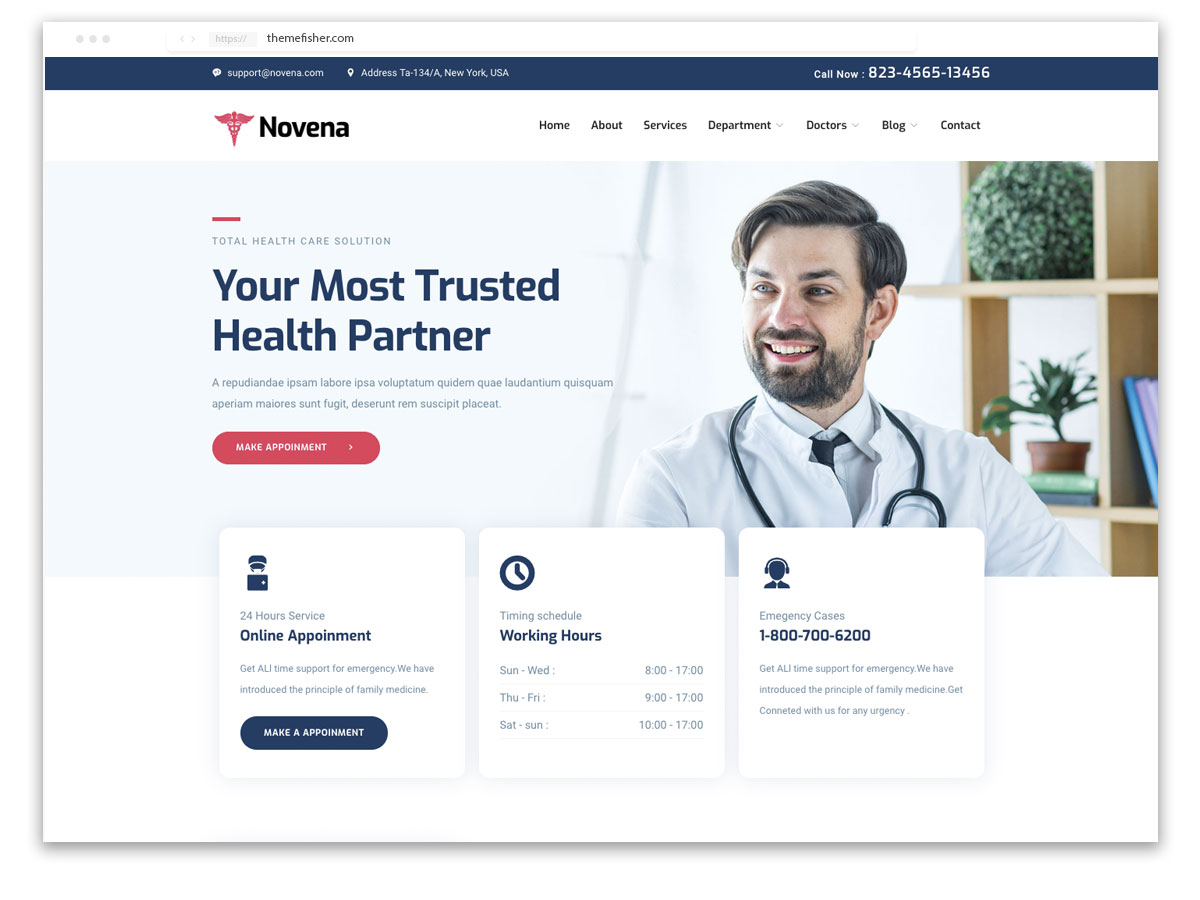 https://
themefisher.com
support@novena.com
Address Ta-134/A, New York, USA
Call Now : 823-4565-13456
Novena
Home
About
Services
Department
Doctors
Blog
Contact
TOTAL HEALTH CARE SOLUTION
Your Most Trusted
Health Partner
A repudiandae ipsam labore ipsa voluptatum quidem quae laudantium quisquam
aperiam maiores sunt fugit, deserunt rem suscipit placeat.
MAKE APPOINMENT
24 Hours Service
Online Appoinment
Get ALl time support for emergency.We have
introduced the principle of family medicine.
MAKE A APPOINMENT
Timing schedule
Working Hours
Sun - Wed : 8:00 - 17:00
Thu - Fri : 9:00 - 17:00
Sat - sun : 10:00 - 17:00
Emegency Cases
1-800-700-6200
Get ALl time support for emergency.We have
introduced the principle of family medicine.Get
Conneted with us for any urgency .